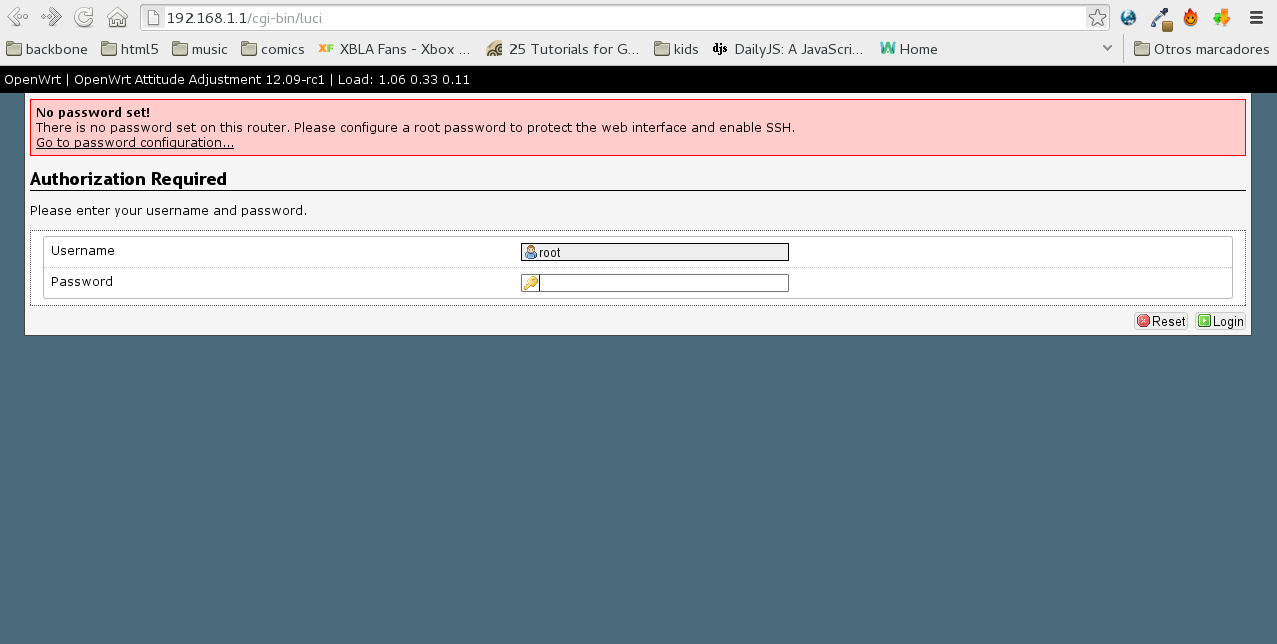 192.168.1.1/cgi-bin/luci
backbone html5 music comics XF XBLA Fans - Xbox ... 25 Tutorials for G... kids djs DailyJS: A JavaScri... W Home Otros marcadores
OpenWrt | OpenWrt Attitude Adjustment 12.09-rc1 | Load: 1.06 0.33 0.11
No password set!
There is no password set on this router. Please configure a root password to protect the web interface and enable SSH.
Go to password configuration...
Authorization Required
Please enter your username and password.
Username root
Password
Reset Login